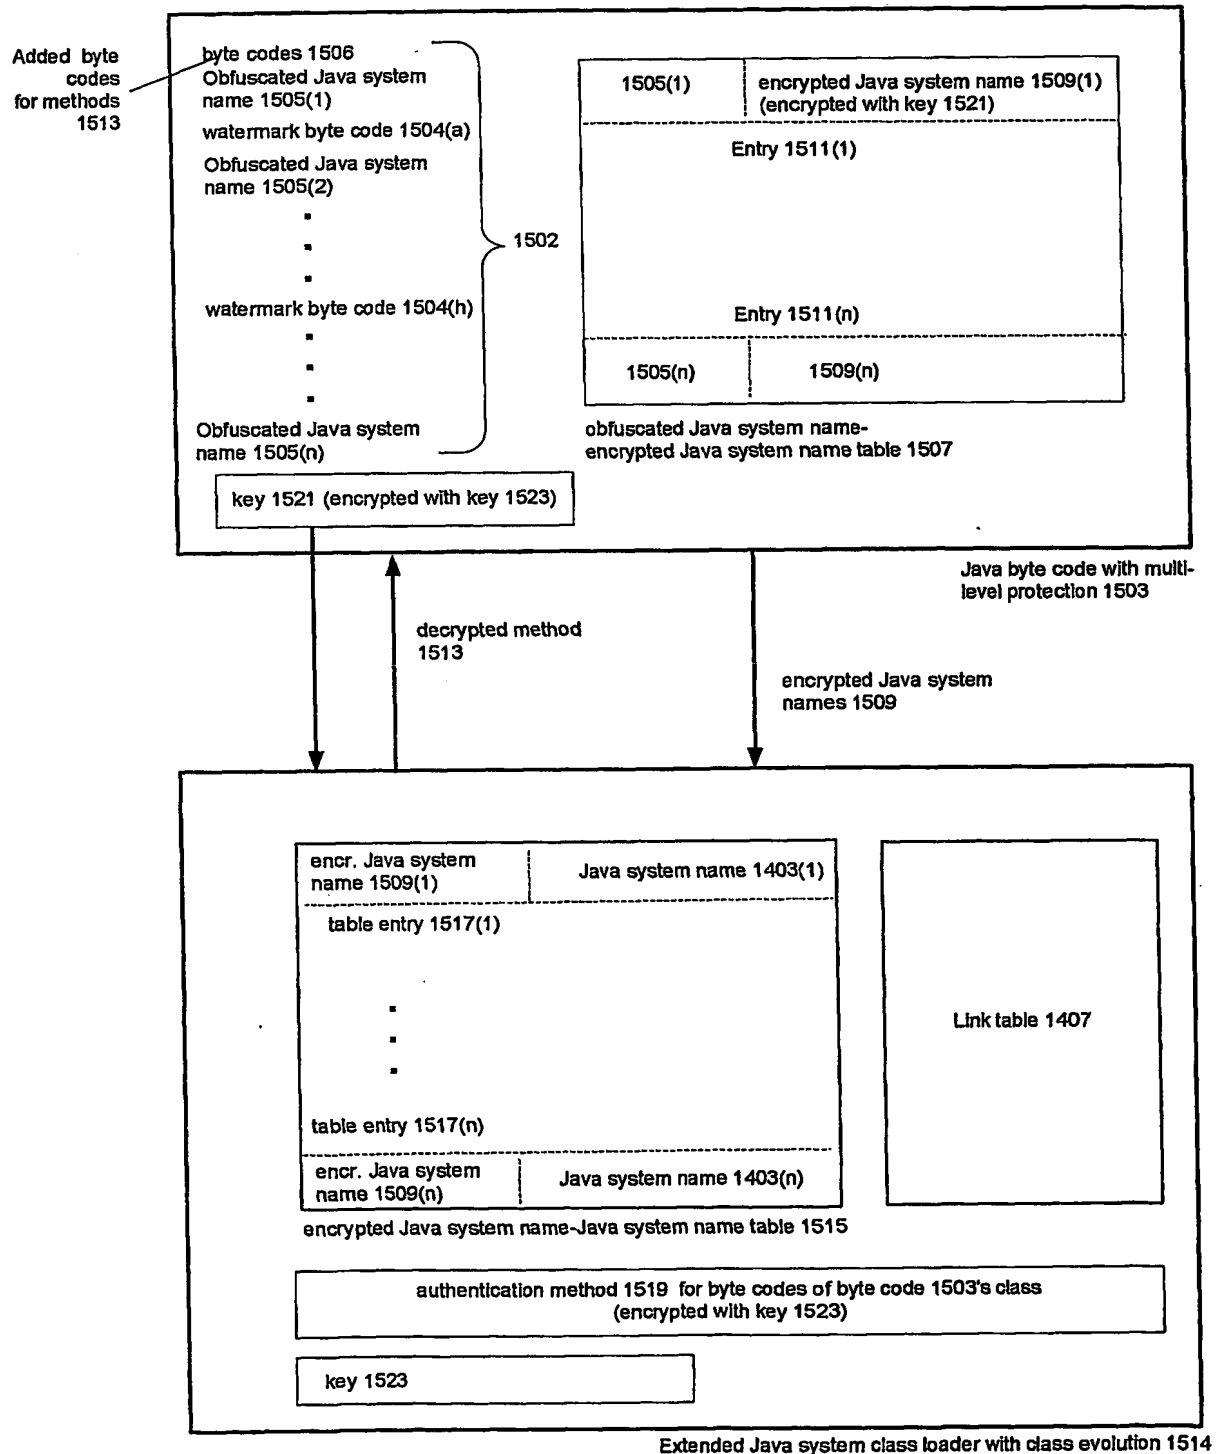 Added byte
codes
for methods
1513
byte codes 1506
Obfuscated Java system
name 1505(1)
watermark byte code 1504(a)
Obfuscated Java system
name 1505(2)
1502
watermark byte code 1504(h)
Obfuscated Java system
name 1505(n)
key 1521 (encrypted with key 1523)
1505(1)
encrypted Java system name 1509(1)
(encrypted with key 1521)
Entry 1511(1)
Entry 1511(n)
1505(n)
1509(n)
obfuscated Java system name-
encrypted Java system name table 1507
Java byte code with multi-
level protection 1503
decrypted method
1513
encrypted Java system
names 1509
encr. Java system
name 1509(1)
Java system name 1403(1)
table entry 1517(1)
table entry 1517(n)
encr. Java system
name 1509(n)
Java system name 1403(n)
encrypted Java system name-Java system name table 1515
Link table 1407
authentication method 1519 for byte codes of byte code 1503's class
(encrypted with key 1523)
key 1523
Extended Java system class loader with class evolution 1514